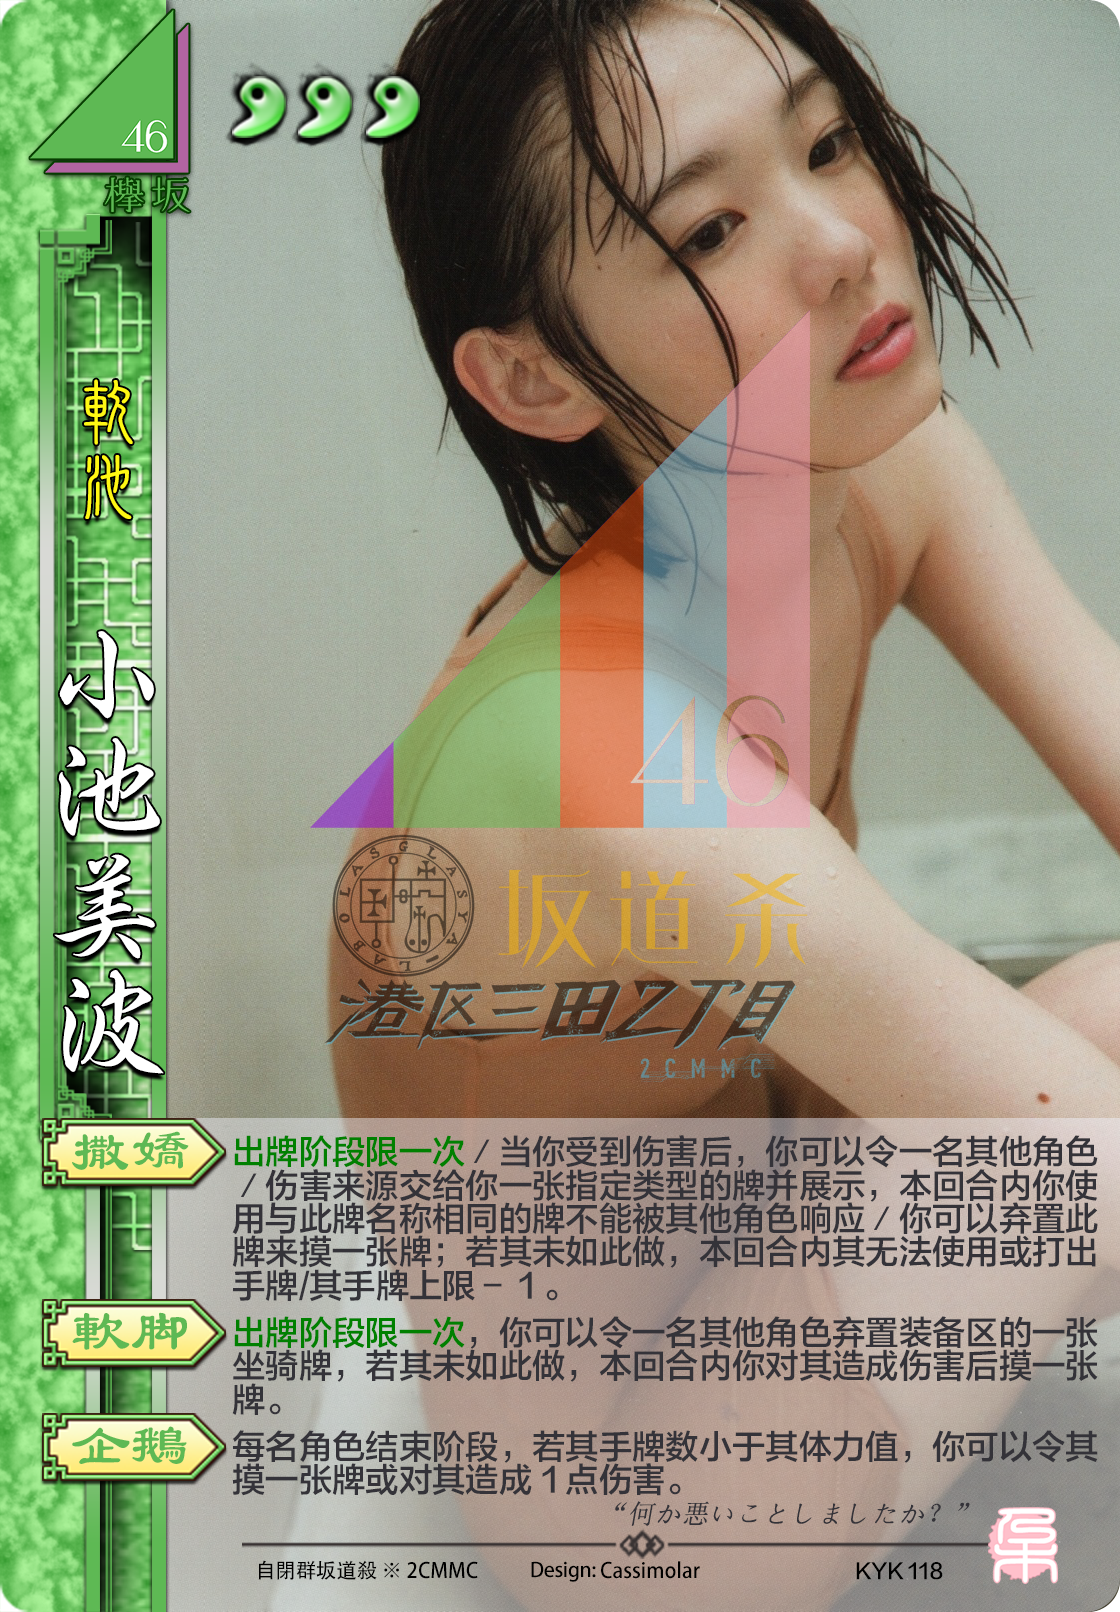 46
欅坂
軟池
小池美波
46
GLASYA-LABOLAS
坂道杀
港区三田2丁目
2CMMC
撒嬌
出牌阶段限一次／当你受到伤害后，你可以令一名其他角色
／伤害来源交给你一张指定类型的牌并展示，本回合内你使
用与此牌名称相同的牌不能被其他角色响应／你可以弃置此
牌来摸一张牌；若其未如此做，本回合内其无法使用或打出
手牌/其手牌上限－１。
軟脚
出牌阶段限一次，你可以令一名其他角色弃置装备区的一张
坐骑牌，若其未如此做，本回合内你对其造成伤害后摸一张
牌。
企鵝
每名角色结束阶段，若其手牌数小于其体力值，你可以令其
摸一张牌或对其造成１点伤害。
“何か悪いことしましたか？”
自閉群坂道殺 ※ 2CMMC
Design: Cassimolar
KYK 118